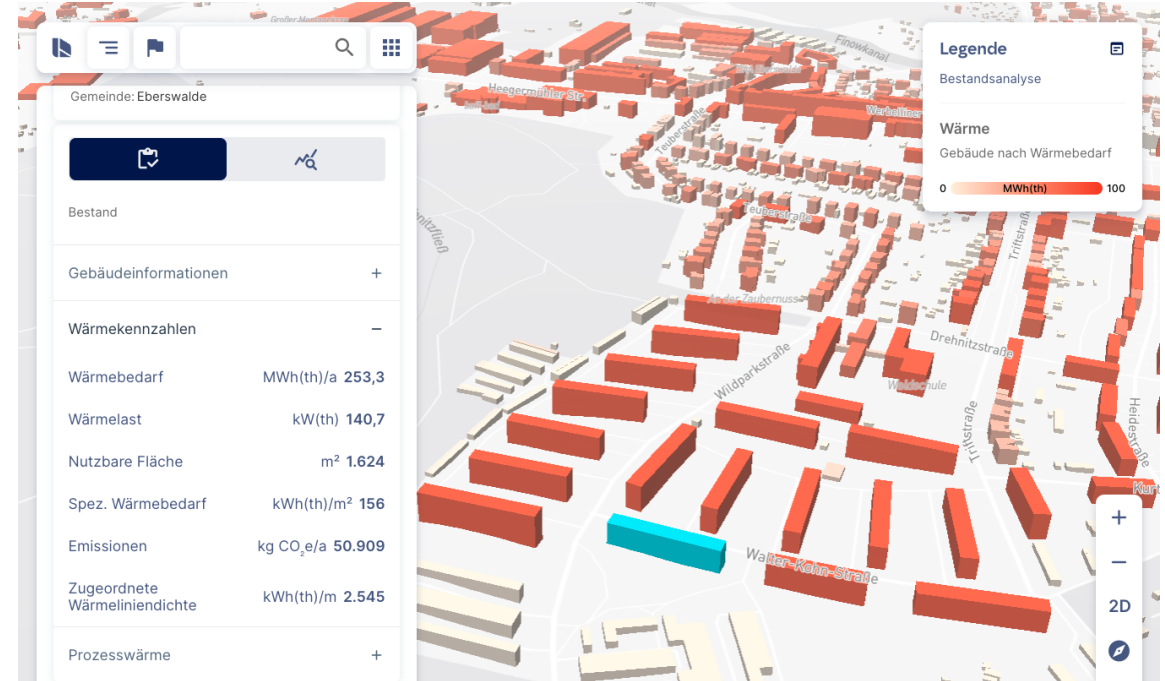 Gemeinde: Eberswalde
Bestand
Gebäudeinformationen +
Wärmekennzahlen −
Wärmebedarf MWh(th)/a 253,3
Wärmelast kW(th) 140,7
Nutzbare Fläche m² 1.624
Spez. Wärmebedarf kWh(th)/m² 156
Emissionen kg CO₂e/a 50.909
Zugeordnete
Wärmeliniendichte kWh(th)/m 2.545
Prozesswärme +
Finowkanal
Heegermühler Str.
Werbelliner
Teuberstraße
Teuberstraße
Triftstraße
An der Zaubernuss
Drehnitzstraße
Wildparkstraße
Waldschule
Triftstraße
Heidestraße
Walter-Kohn-Straße
Legende
Bestandsanalyse
Wärme
Gebäude nach Wärmebedarf
0 MWh(th) 100
+
−
2D